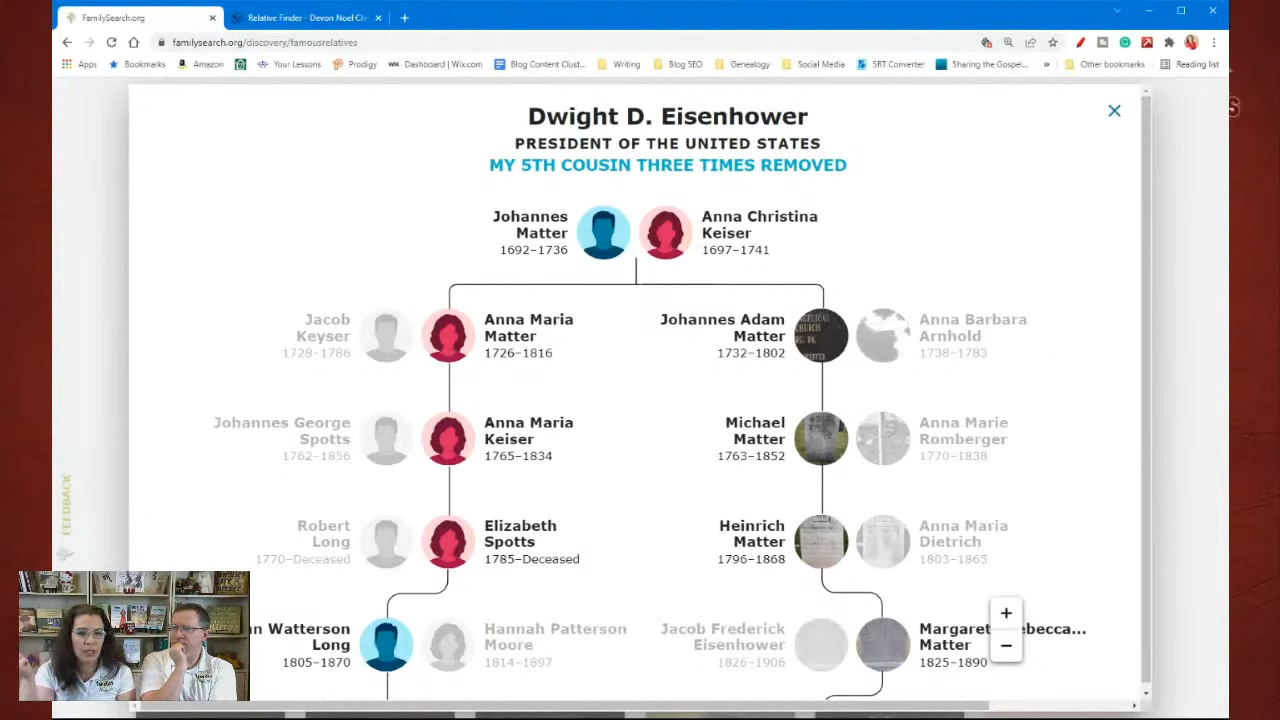 FamilySearch.org
Relative Finder - Devon Noel Ch
familysearch.org/discovery/famousrelatives
Apps
Bookmarks
Amazon
Your Lessons
Prodigy
Dashboard | Wix.com
Blog Content Clust...
Writing
Blog SEO
Genealogy
Social Media
SRT Converter
Sharing the Gospel...
»
Other bookmarks
Reading list
Dwight D. Eisenhower
PRESIDENT OF THE UNITED STATES
MY 5TH COUSIN THREE TIMES REMOVED
Johannes
Matter
1692–1736
Anna Christina
Keiser
1697–1741
Jacob
Keyser
1728–1786
Anna Maria
Matter
1726–1816
Johannes Adam
Matter
1732–1802
Anna Barbara
Arnhold
1738–1783
Johannes George
Spotts
1762–1856
Anna Maria
Keiser
1765–1834
Michael
Matter
1763–1852
Anna Marie
Romberger
1770–1838
Robert
Long
1770–Deceased
Elizabeth
Spotts
1785–Deceased
Heinrich
Matter
1796–1868
Anna Maria
Dietrich
1803–1865
n Watterson
Long
1805–1870
Hannah Patterson
Moore
1814–1897
Jacob Frederick
Eisenhower
1826–1906
Margaret ebecca...
Matter
1825–1890
+
−
FEEDBACK